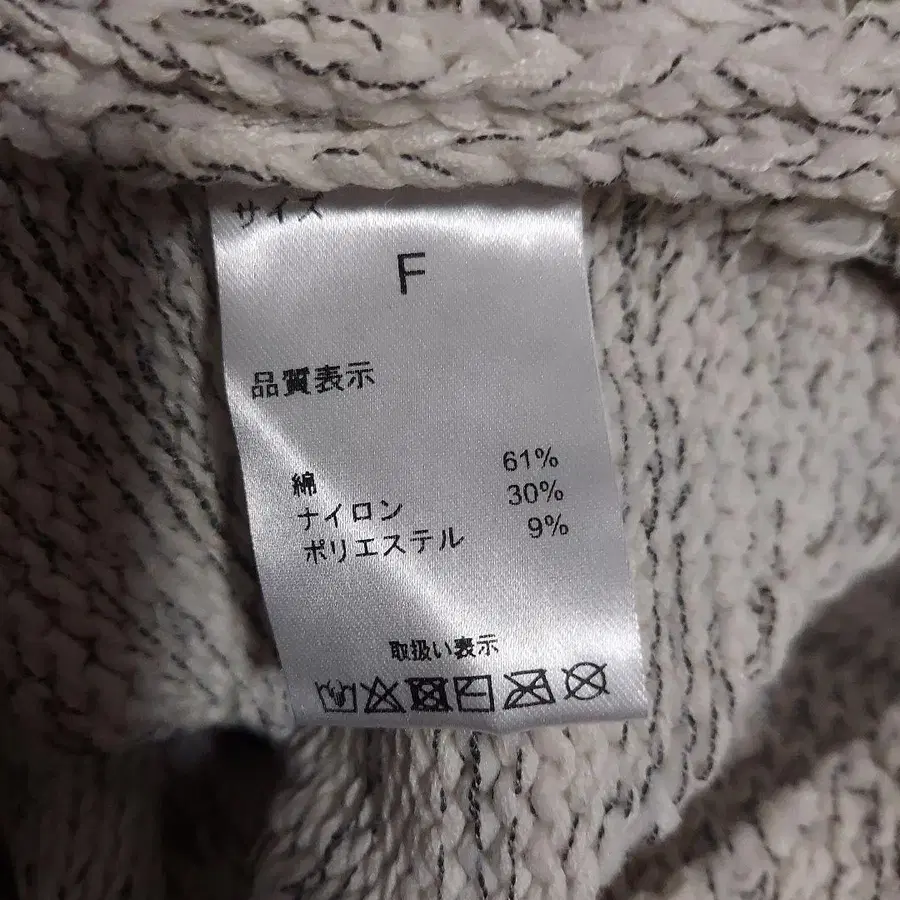 サイズ
F
品質表示
綿 61%
ナイロン 30%
ポリエステル 9%
取扱い表示